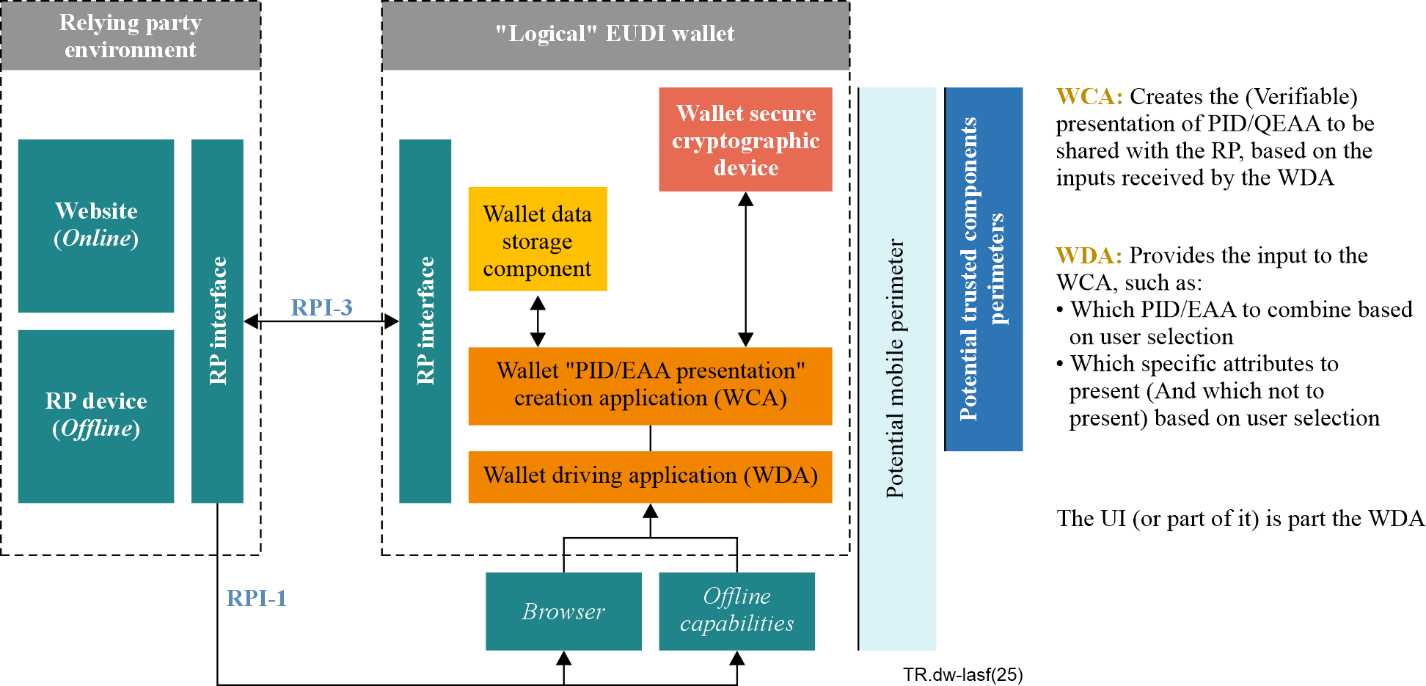 Relying party
environment
"Logical" EUDI wallet
Website
(Online)
RP device
(Offline)
RP interface
RPI-3
RP interface
Wallet secure
cryptographic
device
Wallet data
storage
component
Wallet "PID/EAA presentation"
creation application (WCA)
Wallet driving application (WDA)
RPI-1
Browser
Offline
capabilities
Potential mobile perimeter
Potential trusted components
perimeters
WCA: Creates the (Verifiable)
presentation of PID/QEAA to be
shared with the RP, based on the
inputs received by the WDA
WDA: Provides the input to the
WCA, such as:
• Which PID/EAA to combine based
on user selection
• Which specific attributes to
present (And which not to
present) based on user selection
The UI (or part of it) is part the WDA
TR.dw-lasf(25)